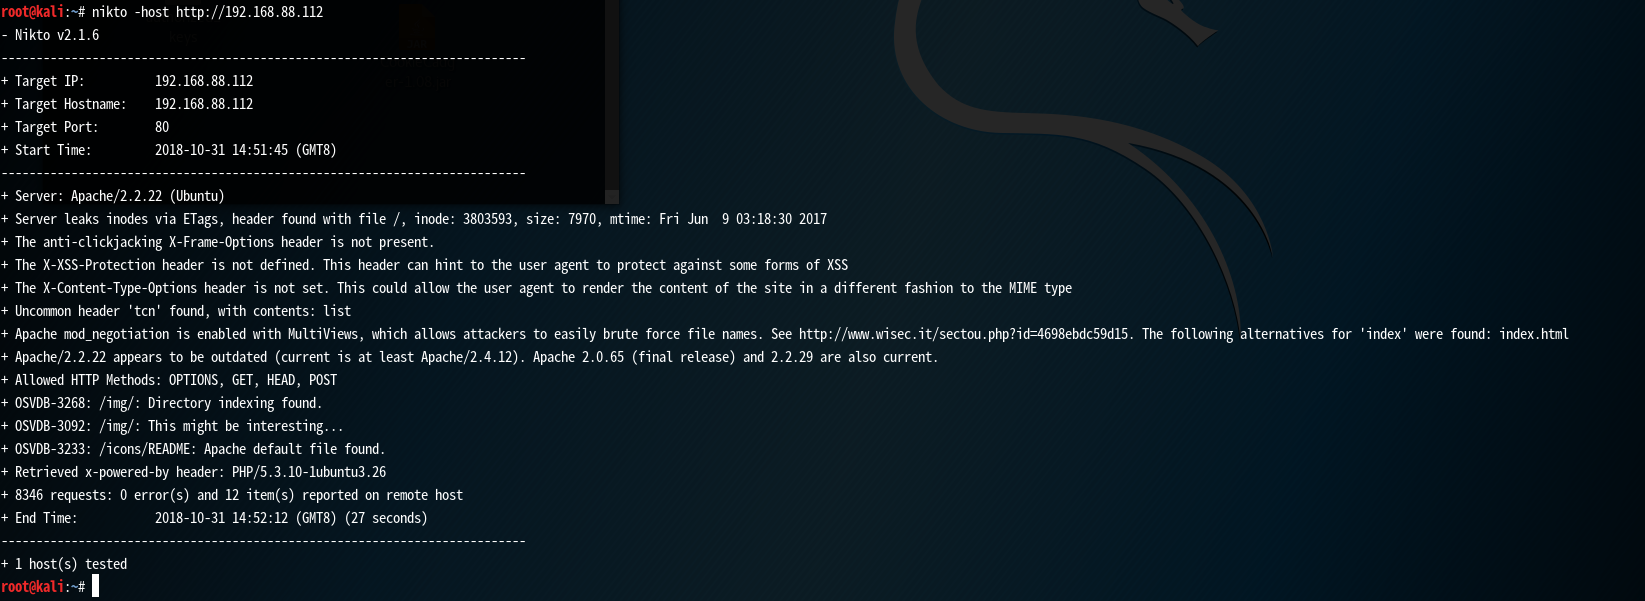 root@kali:~# nikto -host http://192.168.88.112
- Nikto v2.1.6
---------------------------------------------------------------------------
+ Target IP:          192.168.88.112
+ Target Hostname:    192.168.88.112
+ Target Port:        80
+ Start Time:         2018-10-31 14:51:45 (GMT8)
---------------------------------------------------------------------------
+ Server: Apache/2.2.22 (Ubuntu)
+ Server leaks inodes via ETags, header found with file /, inode: 3803593, size: 7970, mtime: Fri Jun  9 03:18:30 2017
+ The anti-clickjacking X-Frame-Options header is not present.
+ The X-XSS-Protection header is not defined. This header can hint to the user agent to protect against some forms of XSS
+ The X-Content-Type-Options header is not set. This could allow the user agent to render the content of the site in a different fashion to the MIME type
+ Uncommon header 'tcn' found, with contents: list
+ Apache mod_negotiation is enabled with MultiViews, which allows attackers to easily brute force file names. See http://www.wisec.it/sectou.php?id=4698ebdc59d15. The following alternatives for 'index' were found: index.html
+ Apache/2.2.22 appears to be outdated (current is at least Apache/2.4.12). Apache 2.0.65 (final release) and 2.2.29 are also current.
+ Allowed HTTP Methods: OPTIONS, GET, HEAD, POST
+ OSVDB-3268: /img/: Directory indexing found.
+ OSVDB-3092: /img/: This might be interesting...
+ OSVDB-3233: /icons/README: Apache default file found.
+ Retrieved x-powered-by header: PHP/5.3.10-1ubuntu3.26
+ 8346 requests: 0 error(s) and 12 item(s) reported on remote host
+ End Time:           2018-10-31 14:52:12 (GMT8) (27 seconds)
---------------------------------------------------------------------------
+ 1 host(s) tested
root@kali:~#